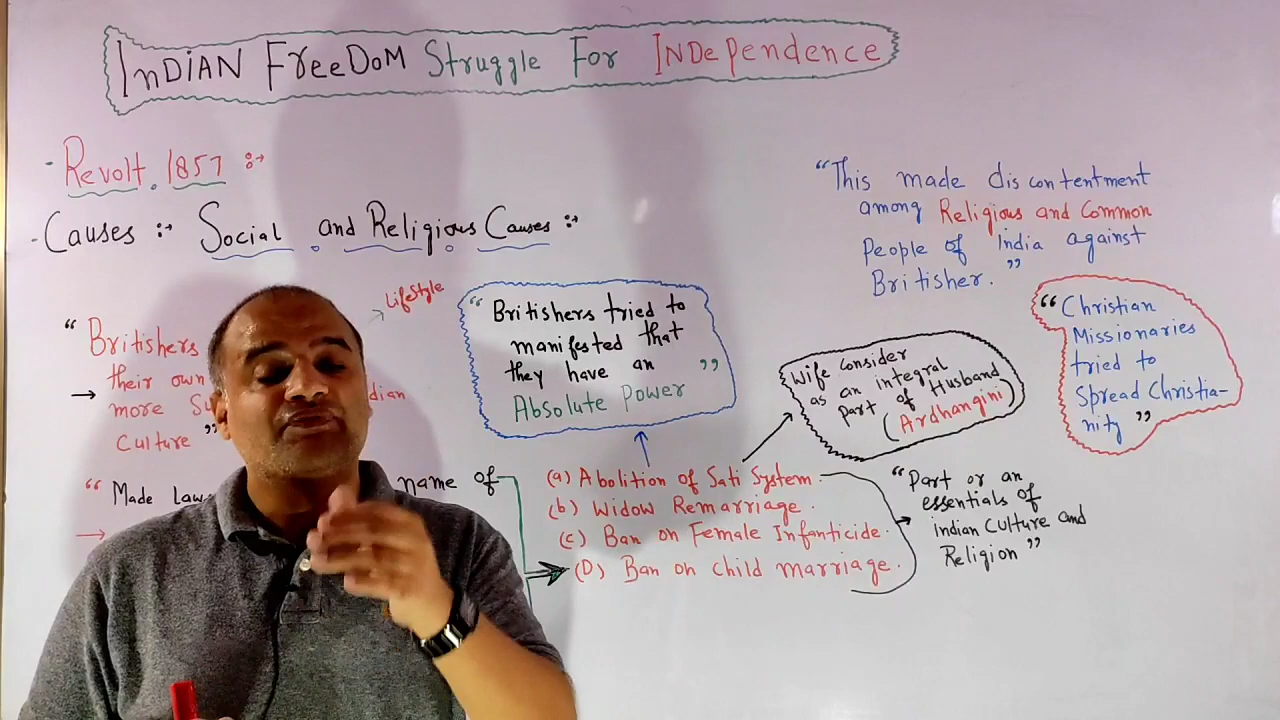 INDIAN FREEDOM Struggle For INDependence
- Revolt 1857 ::→
- Causes ::→ Social and Religious Causes ::→
"This made discontentment
among Religious and Common
People of India against
Britisher."
Lifestyle
" Britishers
→ their own
more Su dian
culture "
" Britishers tried to
manifested that
they have an "
Absolute Power
Wife consider
as an integral
part of Husband
(Ardhangini)
"Christian
Missionaries
tried to
Spread Christia-
nity "
" Made Laws name of
→
(a) Abolition of Sati System.
(b) Widow Remarriage.
(c) Ban on Female Infanticide.
(D) Ban on child marriage.
"Part or an
essentials of
indian Culture and
Religion "